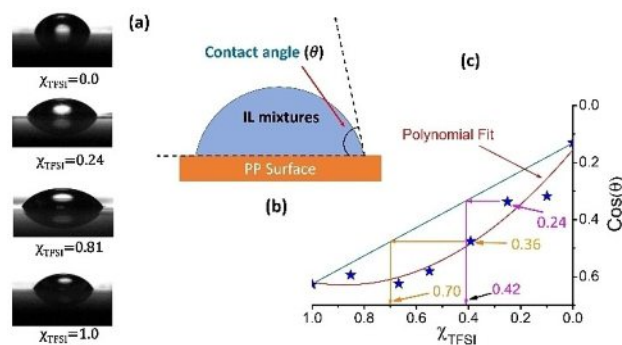 (a)
χTFSI=0.0
χTFSI=0.24
χTFSI=0.81
χTFSI=1.0
Contact angle (θ)
IL mixtures
PP Surface
(b)
(c)
Polynomial Fit
0.24
0.36
0.70
0.42
0.0
0.2
0.4
0.6
Cos(θ)
1.0 0.8 0.6 0.4 0.2 0.0
χTFSI